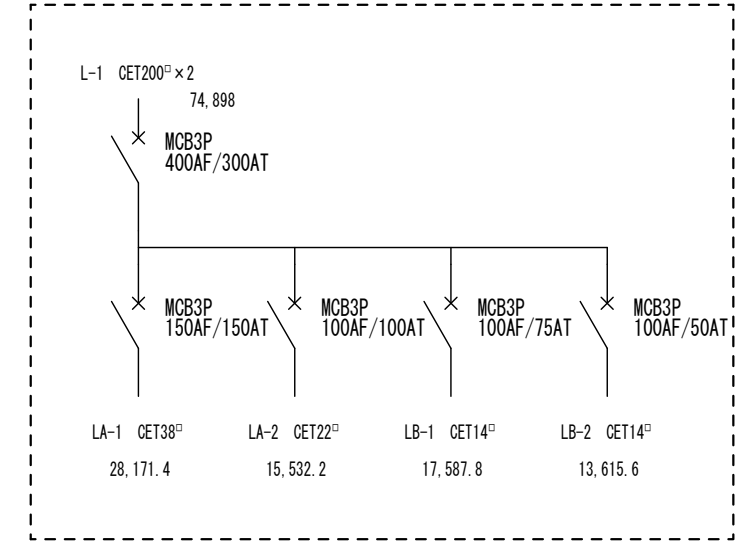 L-1 CET200□×2
74,898
MCB3P
400AF/300AT
MCB3P
150AF/150AT
MCB3P
100AF/100AT
MCB3P
100AF/75AT
MCB3P
100AF/50AT
LA-1 CET38□
LA-2 CET22□
LB-1 CET14□
LB-2 CET14□
28,171.4
15,532.2
17,587.8
13,615.6